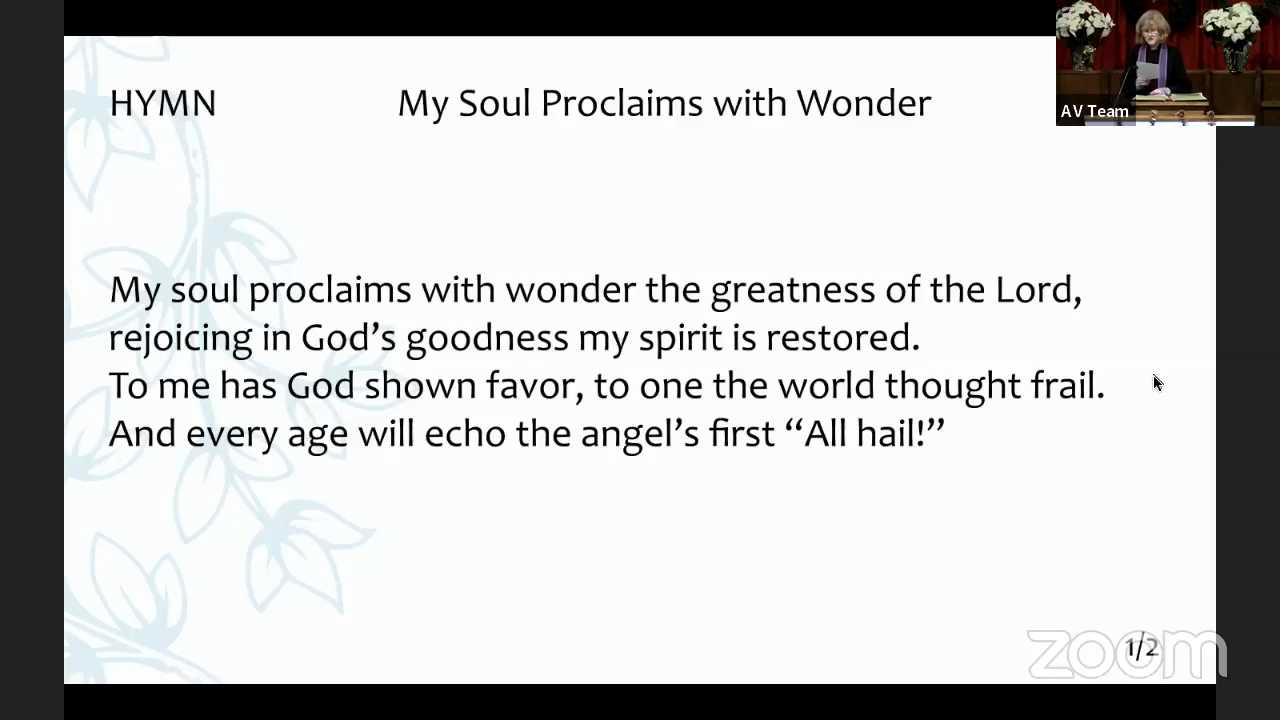 HYMN My Soul Proclaims with Wonder
AV Team
My soul proclaims with wonder the greatness of the Lord,
rejoicing in God’s goodness my spirit is restored.
To me has God shown favor, to one the world thought frail.
And every age will echo the angel’s first “All hail!”
1/2
zoom